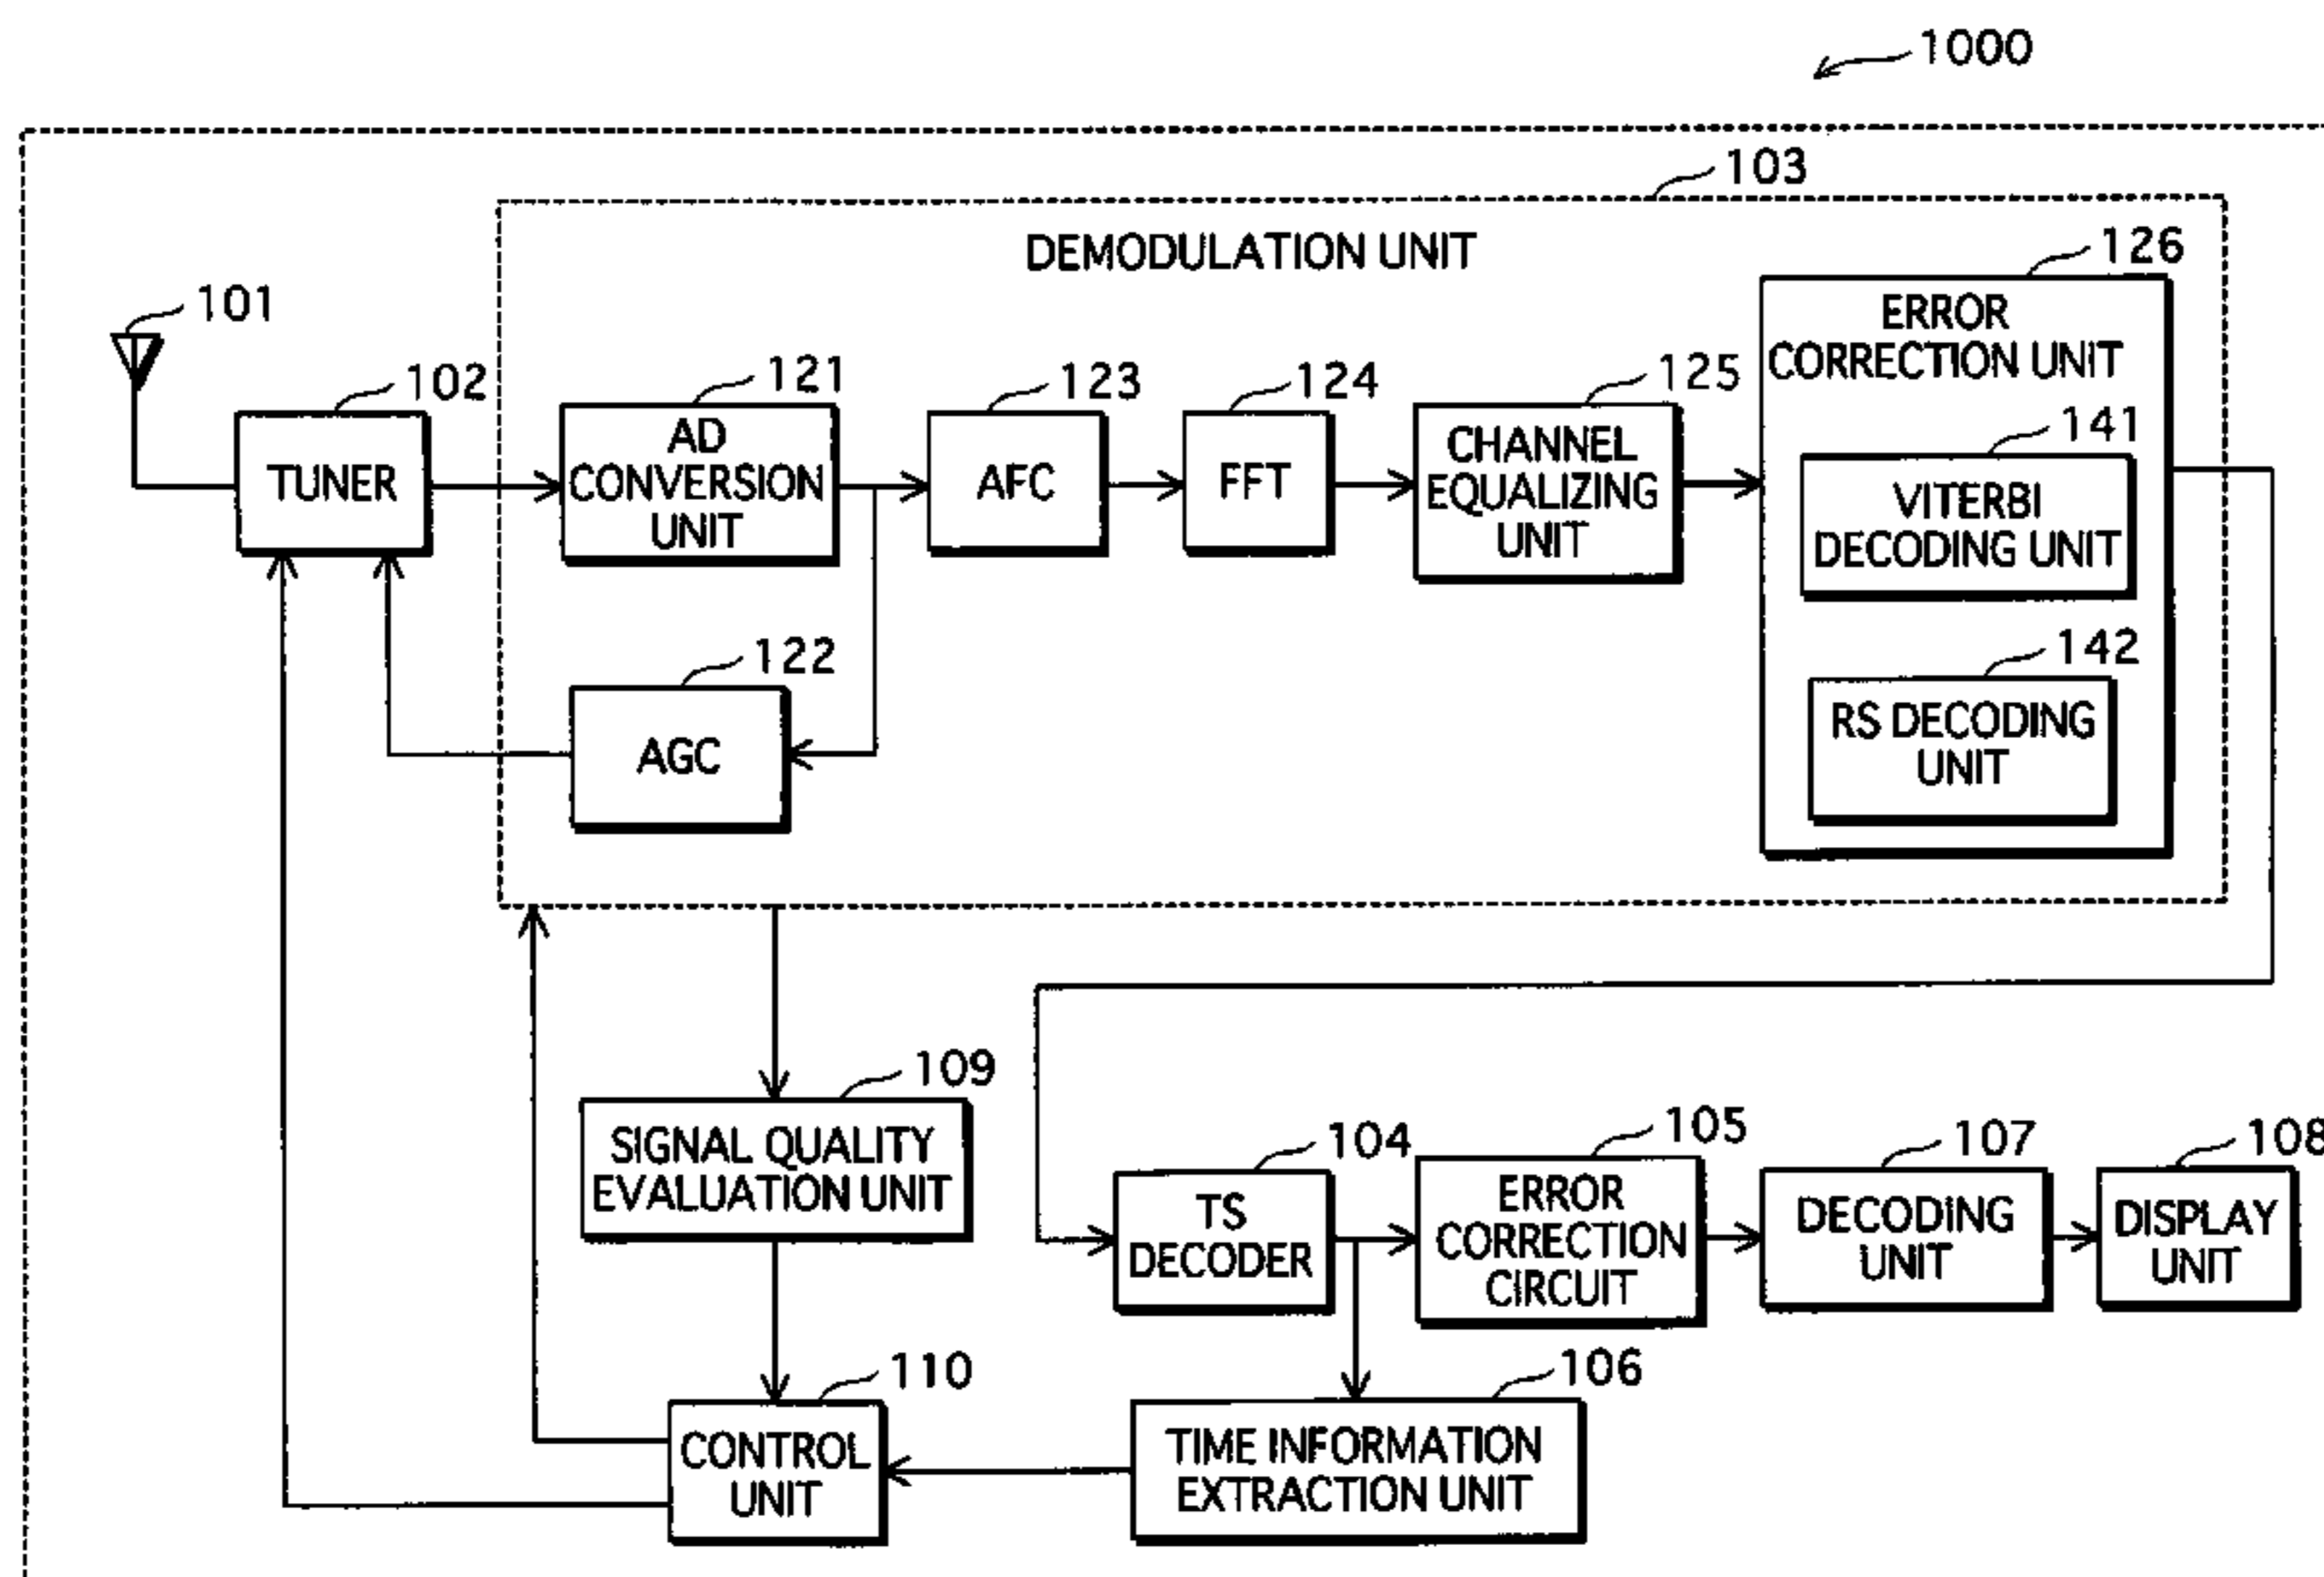 1000
103
DEMODULATION UNIT
126
ERROR
CORRECTION UNIT
101
102
TUNER
121
AD
CONVERSION
UNIT
123
AFC
124
FFT
125
CHANNEL
EQUALIZING
UNIT
141
VITERBI
DECODING UNIT
122
AGC
142
RS DECODING
UNIT
109
SIGNAL QUALITY
EVALUATION UNIT
104
TS
DECODER
105
ERROR
CORRECTION
CIRCUIT
107
DECODING
UNIT
108
DISPLAY
UNIT
110
CONTROL
UNIT
106
TIME INFORMATION
EXTRACTION UNIT